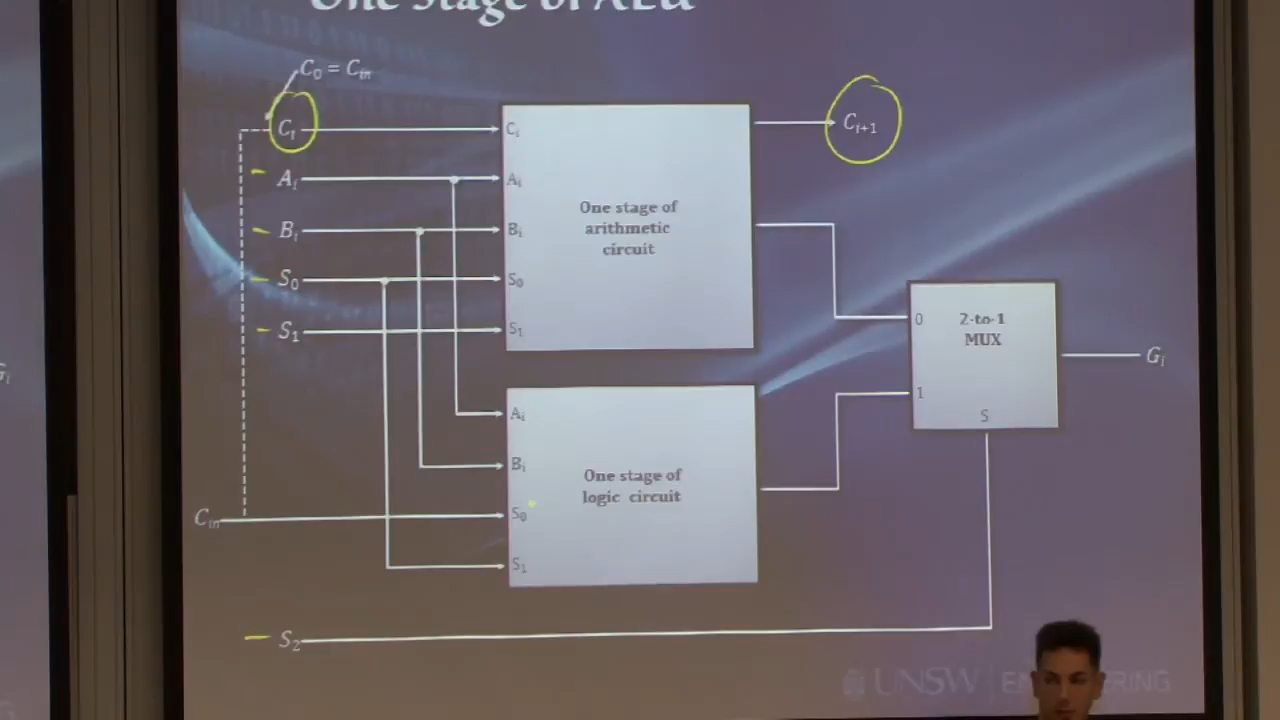 One Stage of ALU
C₀ = Cᵢₙ
Cᵢ
Aᵢ
Bᵢ
S₀
S₁
Cᵢ
Aᵢ
Bᵢ
S₀
S₁
One stage of
arithmetic
circuit
Cᵢ₊₁
0
1
2-to-1
MUX
S
Gᵢ
Aᵢ
Bᵢ
S₀
S₁
One stage of
logic circuit
Cᵢₙ
S₂
UNSW